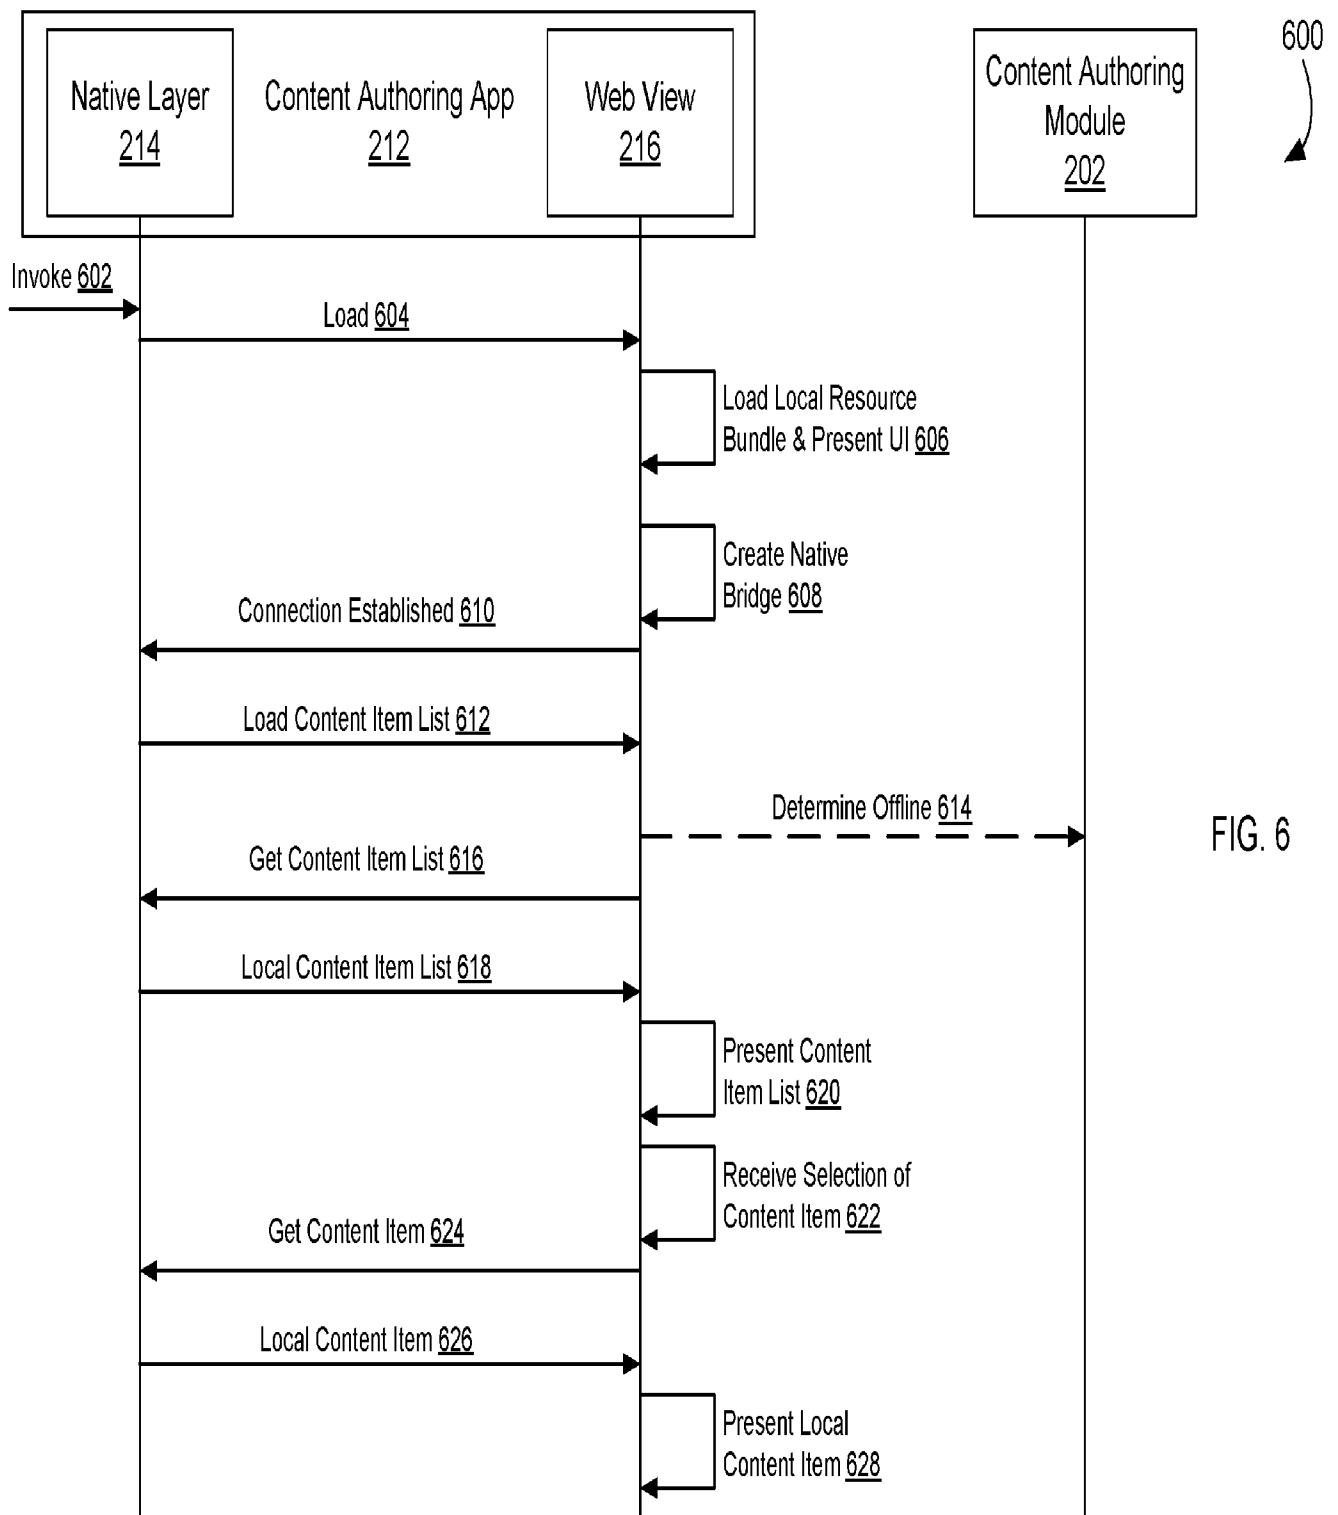 600
Native Layer
214
Content Authoring App
212
Web View
216
Content Authoring
Module
202
Invoke 602
Load 604
Load Local Resource
Bundle & Present UI 606
Create Native
Bridge 608
Connection Established 610
Load Content Item List 612
Determine Offline 614
FIG. 6
Get Content Item List 616
Local Content Item List 618
Present Content
Item List 620
Receive Selection of
Content Item 622
Get Content Item 624
Local Content Item 626
Present Local
Content Item 628